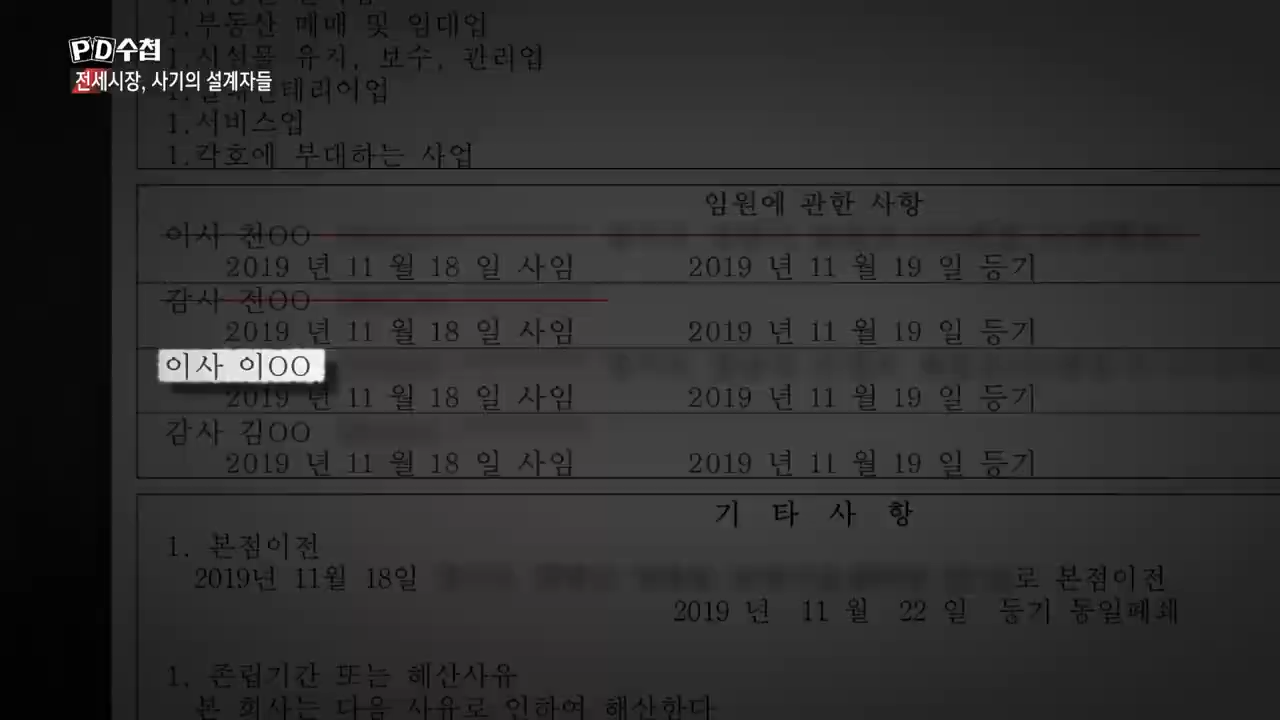 PD수첩
전세시장, 사기의 설계자들
1.부동산 매매 및 임대업
1.시설물 유지, 보수, 관리업
1.실내인테리어업
1.서비스업
1.각호에 부대하는 사업
임원에 관한 사항
이사 천OO
2019 년 11 월 18 일 사임 2019 년 11 월 19 일 등기
감사 전OO
2019 년 11 월 18 일 사임 2019 년 11 월 19 일 등기
이사 이OO
2019 년 11 월 18 일 사임 2019 년 11 월 19 일 등기
감사 김OO
2019 년 11 월 18 일 사임 2019 년 11 월 19 일 등기
기 타 사 항
1. 본점이전
2019년 11월 18일 로 본점이전
2019 년 11 월 22 일 등기 동일폐쇄
1. 존립기간 또는 해산사유
본 회사는 다음 사유로 인하여 해산한다